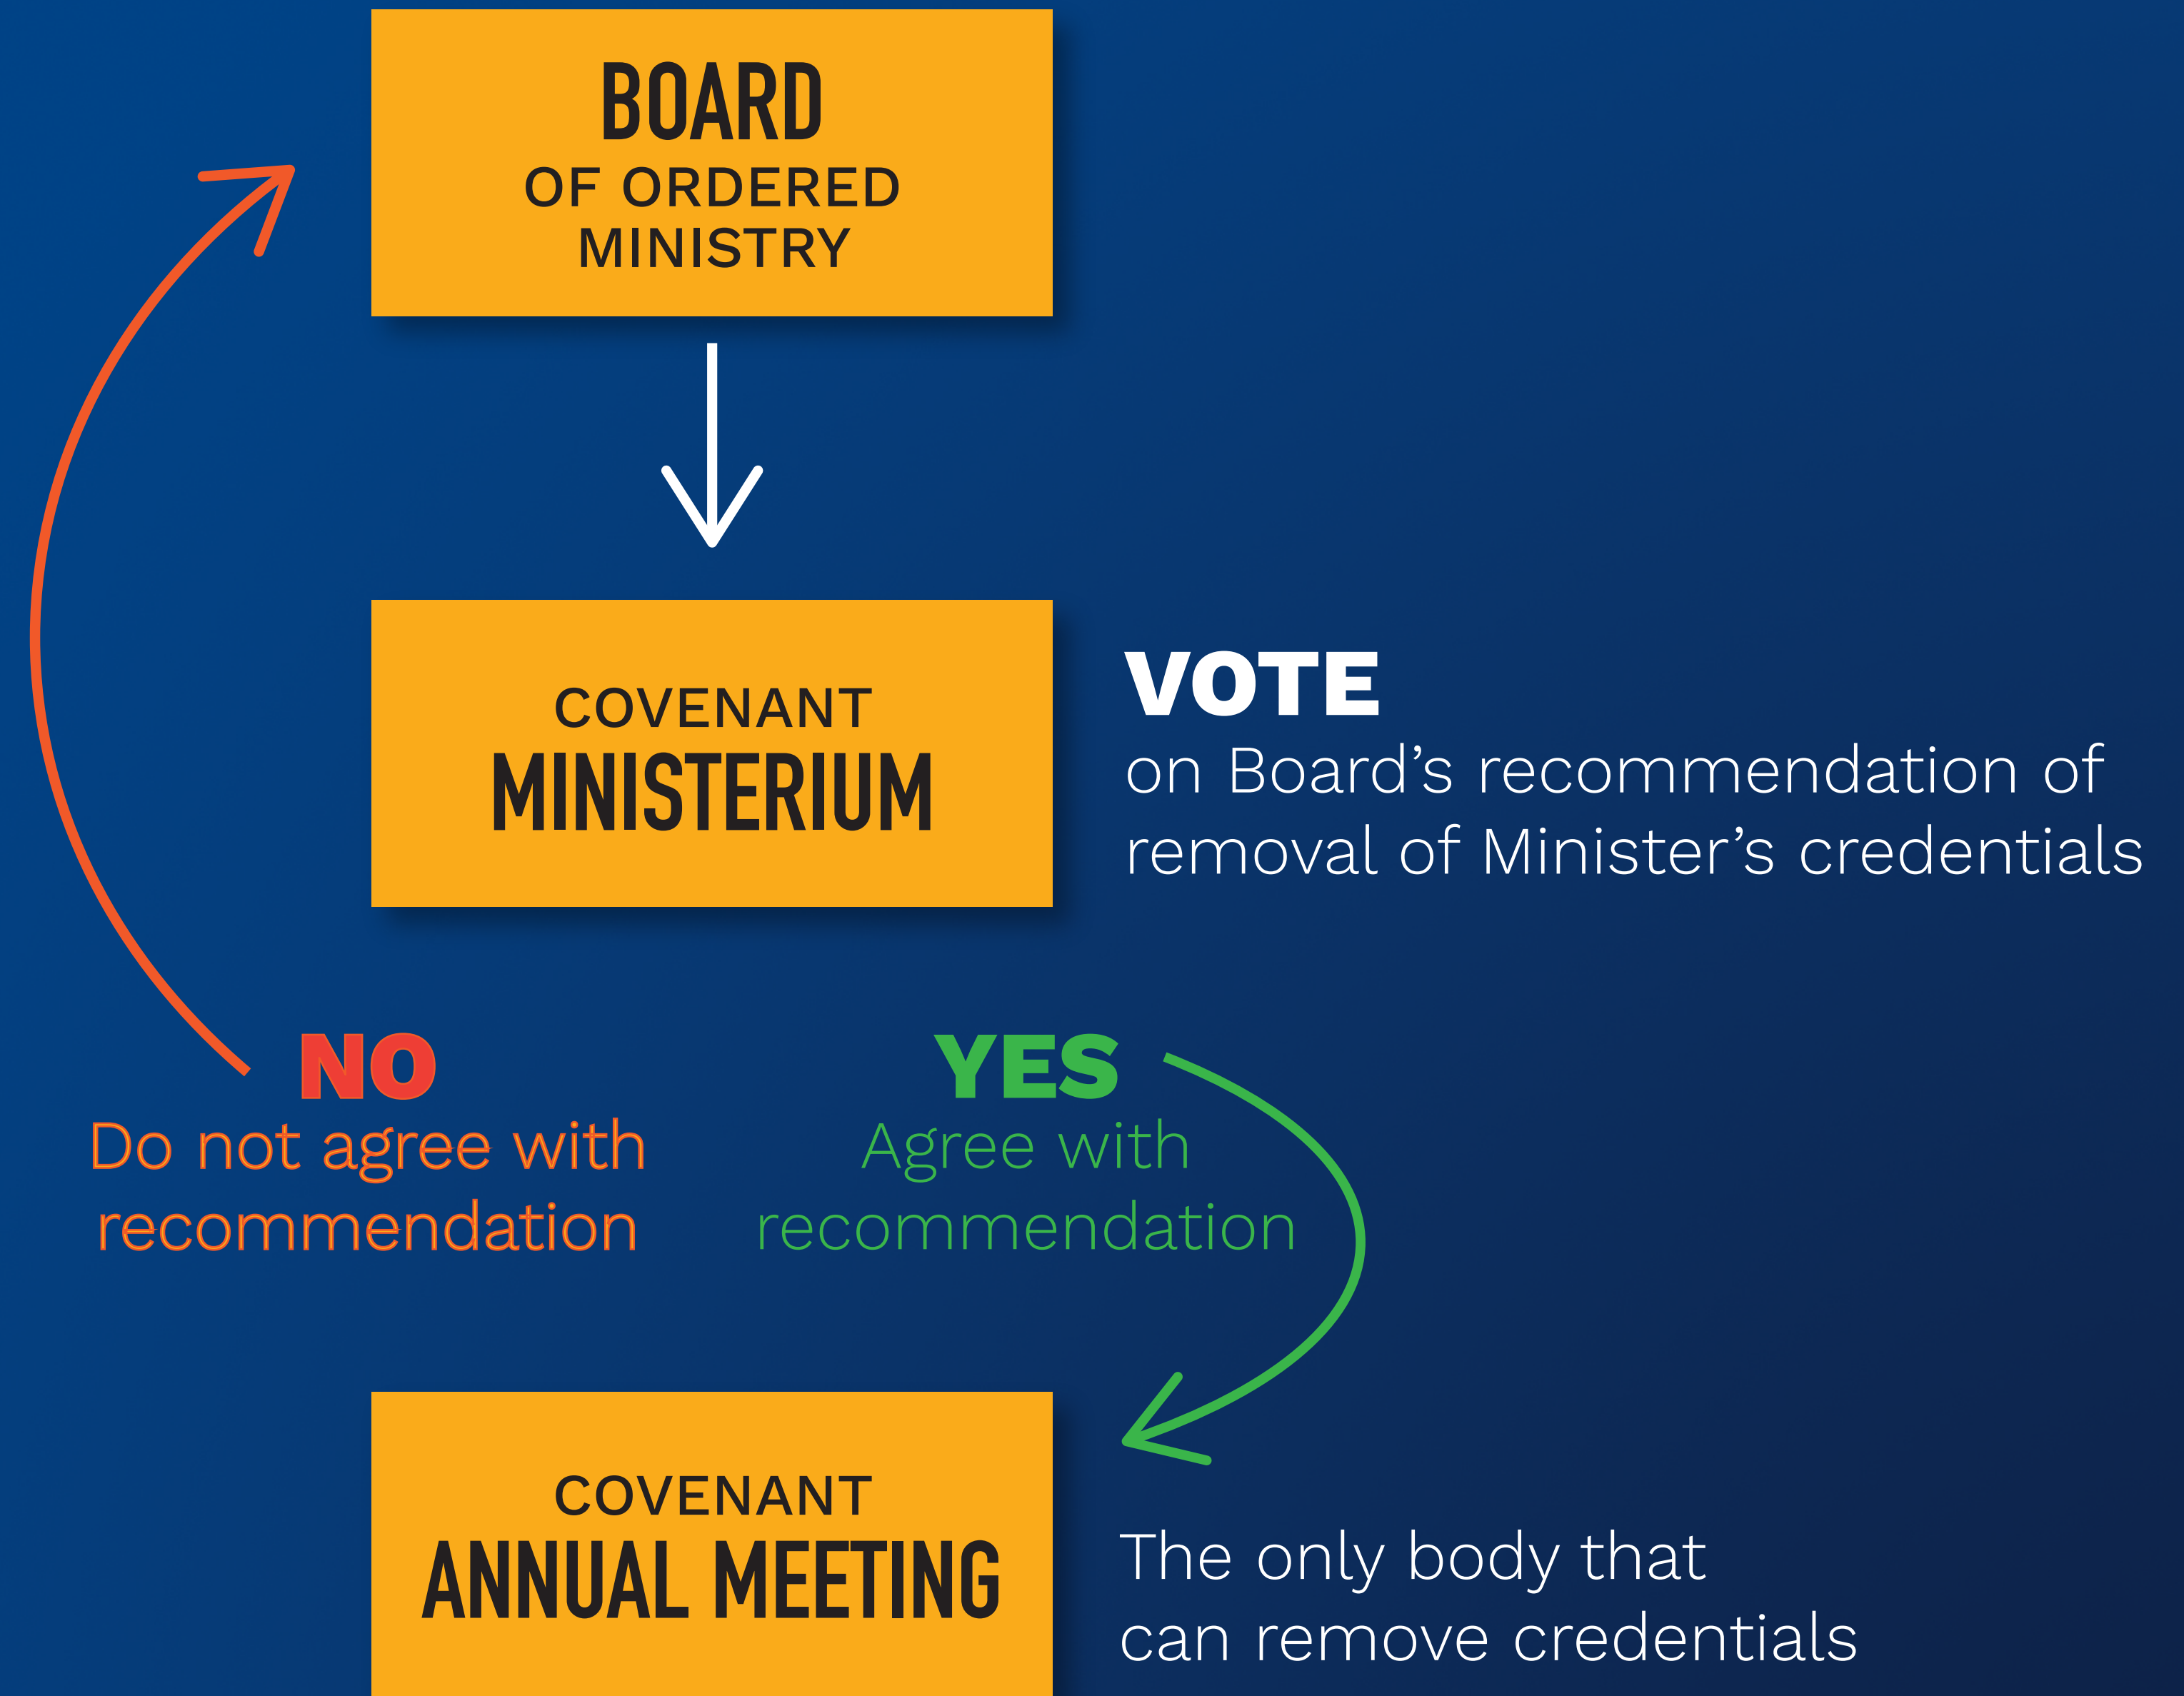 BOARD
OF ORDERED
MINISTRY
COVENANT
MINISTERIUM
VOTE
on Board’s recommendation of
removal of Minister’s credentials
NO
Do not agree with
recommendation
YES
Agree with
recommendation
COVENANT
ANNUAL MEETING
The only body that
can remove credentials